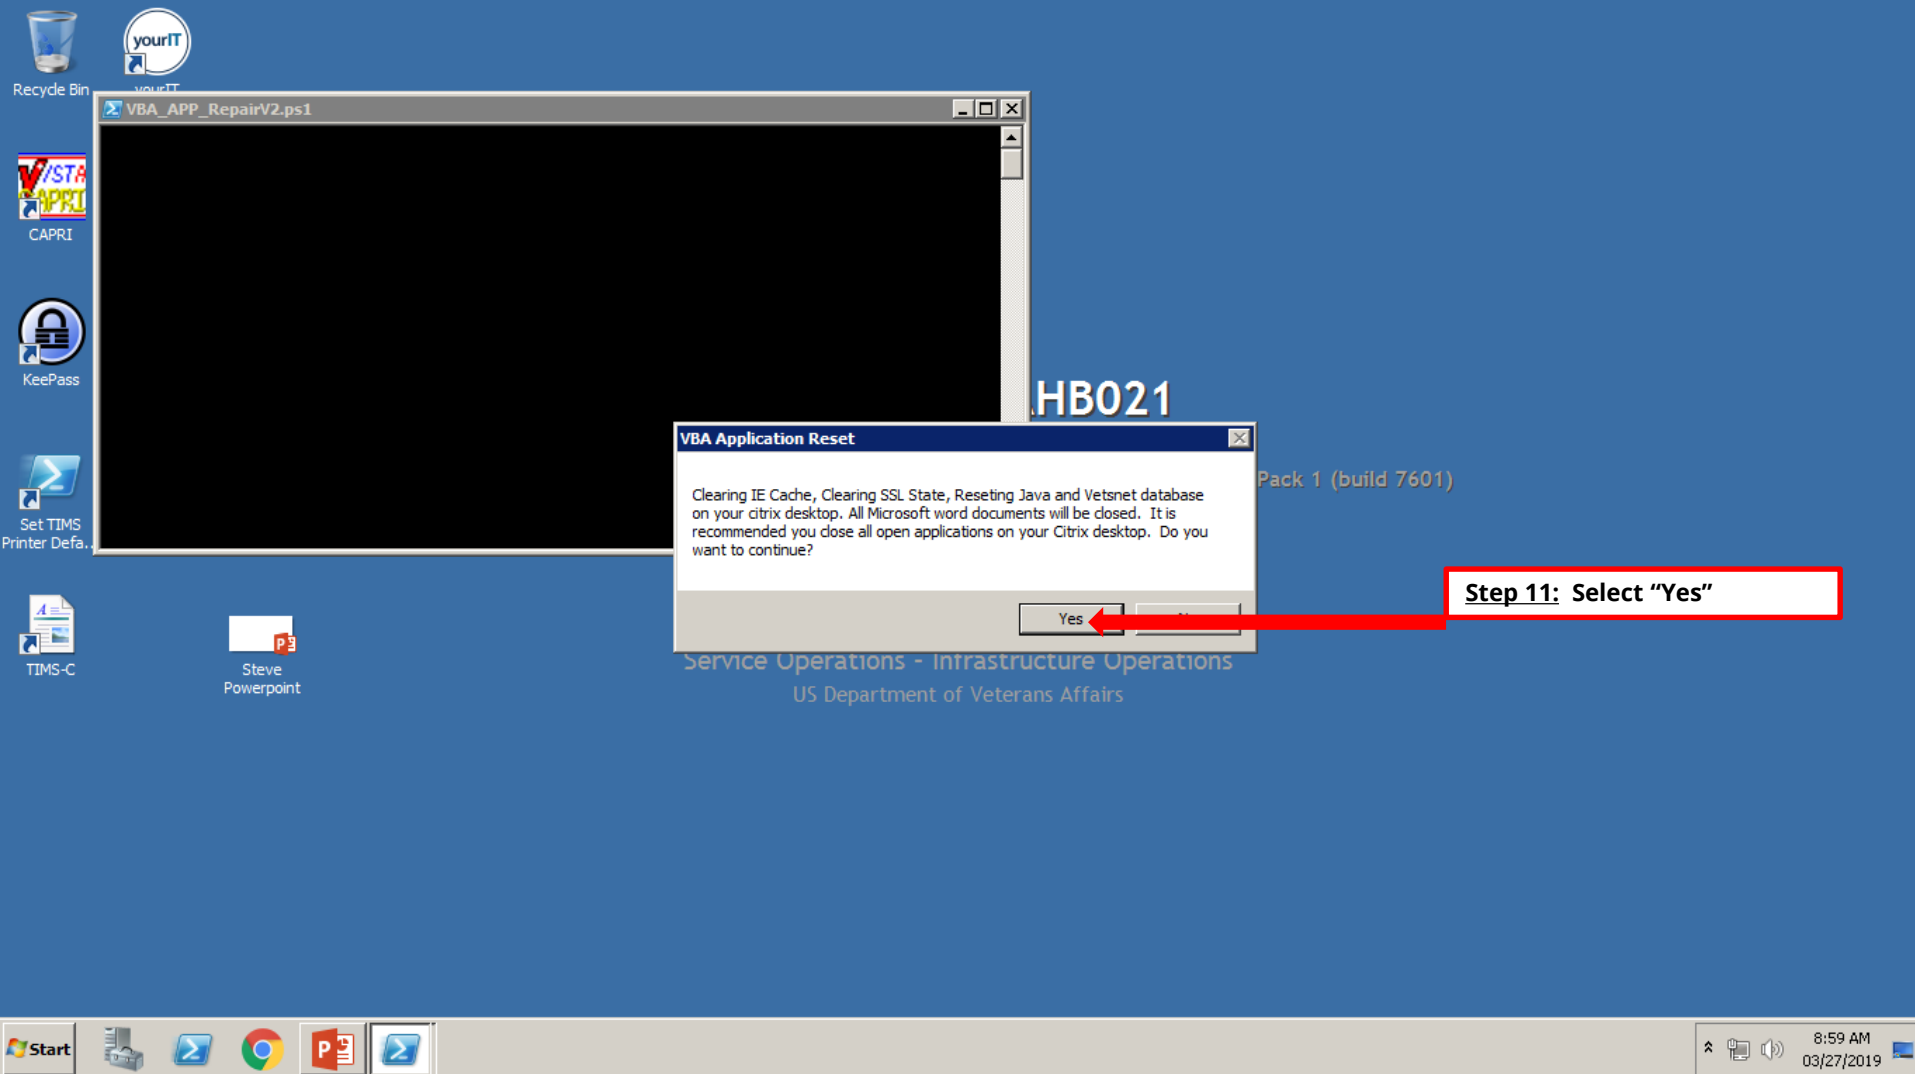 yourIT
Recycle Bin
yourIT
VBA_APP_RepairV2.ps1
CAPRI
KeePass
HB021
VBA Application Reset
Pack 1 (build 7601)
Clearing IE Cache, Clearing SSL State, Reseting Java and Vetsnet database
on your citrix desktop. All Microsoft word documents will be closed.  It is
recommended you close all open applications on your Citrix desktop.  Do you
want to continue?
Set TIMS
Printer Defa..
Step 11:  Select “Yes”
Yes
TIMS-C
Steve
Powerpoint
Service Operations - Infrastructure Operations
US Department of Veterans Affairs
Start
8:59 AM
03/27/2019